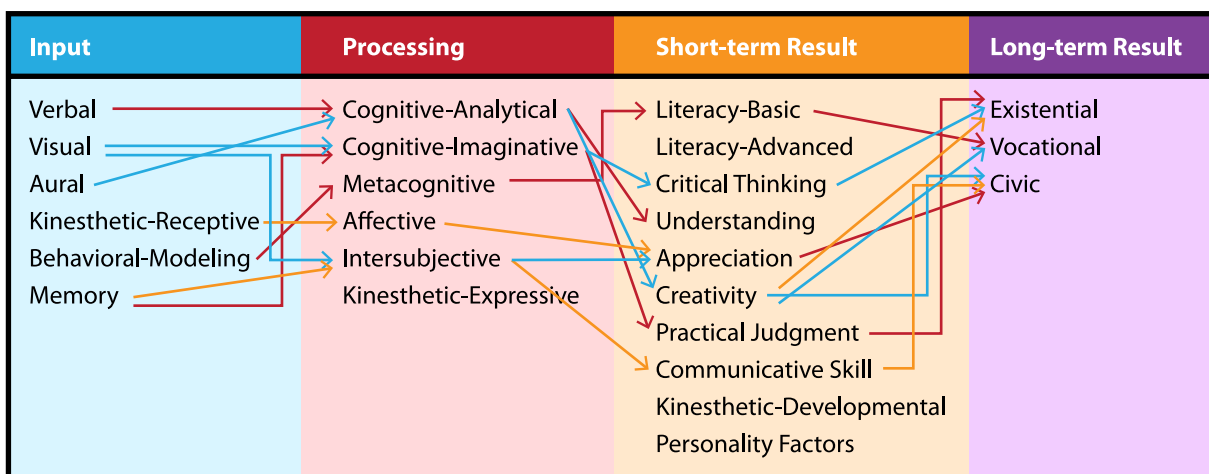 Input
Processing
Short-term Result
Long-term Result
Verbal
Visual
Aural
Kinesthetic-Receptive
Behavioral-Modeling
Memory
Cognitive-Analytical
Cognitive-Imaginative
Metacognitive
Affective
Intersubjective
Kinesthetic-Expressive
Literacy-Basic
Literacy-Advanced
Critical Thinking
Understanding
Appreciation
Creativity
Practical Judgment
Communicative Skill
Kinesthetic-Developmental
Personality Factors
Existential
Vocational
Civic